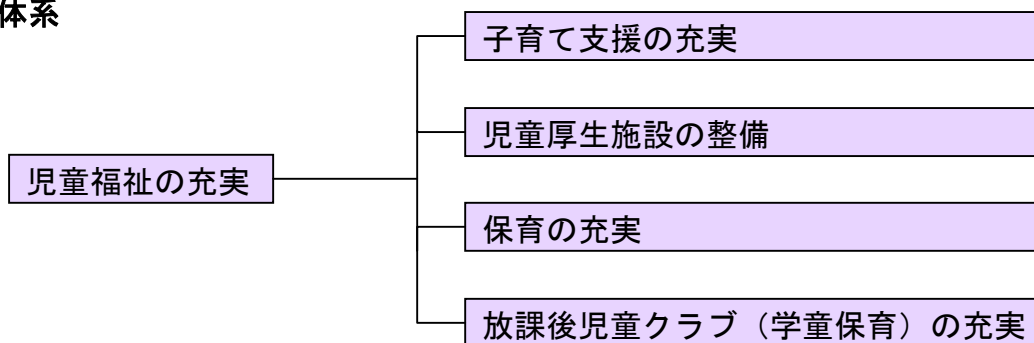 体系
子育て支援の充実
児童厚生施設の整備
児童福祉の充実
保育の充実
放課後児童クラブ（学童保育）の充実